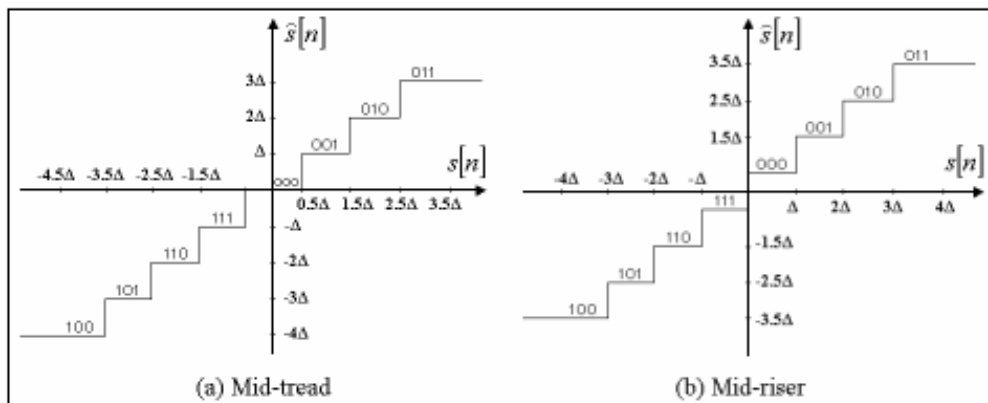 ŝ[n]
3Δ
011
2Δ
010
Δ
001
-4.5Δ -3.5Δ -2.5Δ -1.5Δ
s[n]
000
0.5Δ 1.5Δ 2.5Δ 3.5Δ
111
-Δ
110
-2Δ
101
-3Δ
100
-4Δ
(a) Mid-tread
ŝ[n]
3.5Δ
011
2.5Δ
010
1.5Δ
001
000
s[n]
-4Δ -3Δ -2Δ -Δ
Δ 2Δ 3Δ 4Δ
111
110
-1.5Δ
101
-2.5Δ
100
-3.5Δ
(b) Mid-riser